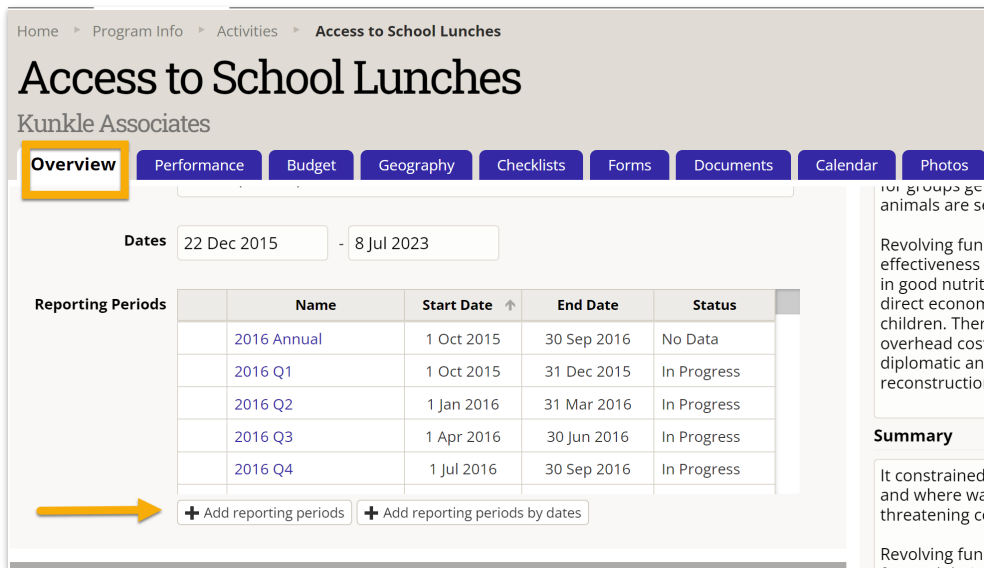 Home ▸ Program Info ▸ Activities ▸ Access to School Lunches
Access to School Lunches
Kunkle Associates
Overview Performance Budget Geography Checklists Forms Documents Calendar Photos
Dates 22 Dec 2015 - 8 Jul 2023
Reporting Periods
Name Start Date End Date Status
2016 Annual 1 Oct 2015 30 Sep 2016 No Data
2016 Q1 1 Oct 2015 31 Dec 2015 In Progress
2016 Q2 1 Jan 2016 31 Mar 2016 In Progress
2016 Q3 1 Apr 2016 30 Jun 2016 In Progress
2016 Q4 1 Jul 2016 30 Sep 2016 In Progress
Add reporting periods Add reporting periods by dates
for groups ge
animals are s
Revolving fun
effectiveness
in good nutrit
direct econon
children. Ther
overhead cos
diplomatic an
reconstructio
Summary
It constrained
and where wa
threatening c
Revolving fun